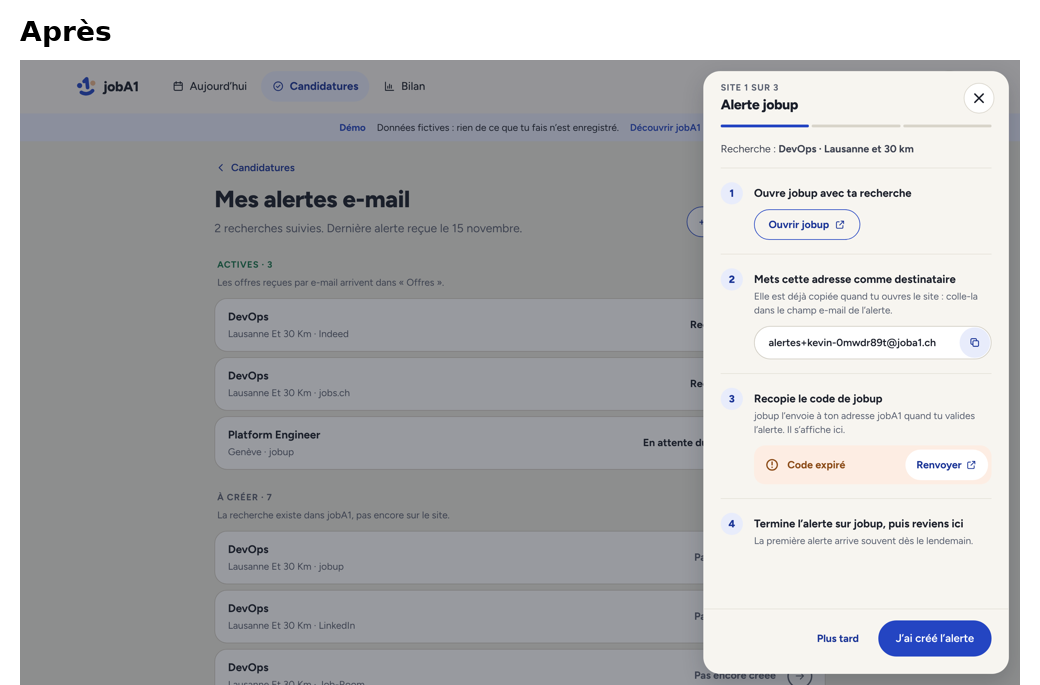 Après
jobA1
Aujourd'hui
Candidatures
Bilan
Démo Données fictives : rien de ce que tu fais n'est enregistré. Découvrir jobA1
Candidatures
Mes alertes e-mail
2 recherches suivies. Dernière alerte reçue le 15 novembre.
ACTIVES · 3
Les offres reçues par e-mail arrivent dans « Offres ».
DevOps
Lausanne Et 30 Km · Indeed
DevOps
Lausanne Et 30 Km · jobs.ch
Platform Engineer
Genève · jobup
En attente
À CRÉER · 7
La recherche existe dans jobA1, pas encore sur le site.
DevOps
Lausanne Et 30 Km · jobup
DevOps
Lausanne Et 30 Km · LinkedIn
DevOps
Lausanne Et 30 Km · Job-Room
Pas encore créée
SITE 1 SUR 3
Alerte jobup
Recherche : DevOps · Lausanne et 30 km
1
Ouvre jobup avec ta recherche
Ouvrir jobup
2
Mets cette adresse comme destinataire
Elle est déjà copiée quand tu ouvres le site : colle-la
dans le champ e-mail de l'alerte.
alertes+kevin-0mwdr89t@joba1.ch
3
Recopie le code de jobup
jobup l'envoie à ton adresse jobA1 quand tu valides
l'alerte. Il s'affiche ici.
Code expiré
Renvoyer
4
Termine l'alerte sur jobup, puis reviens ici
La première alerte arrive souvent dès le lendemain.
Plus tard
J'ai créé l'alerte